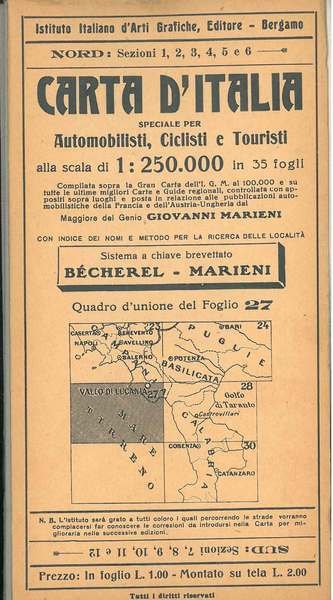 Istituto Italiano d'Arti Grafiche, Editore - Bergamo
NORD: Sezioni 1, 2, 3, 4, 5 e 6
CARTA D'ITALIA
SPECIALE PER
Automobilisti, Ciclisti e Touristi
alla scala di 1:250.000 in 35 fogli
Compilata sopra la Gran Carta dell'I. G. M. al 100,000 e su
tutte le ultime migliori Carte e Guide regionali, controllata con ap-
positi sopra luoghi e posta in relazione alle pubblicazioni auto-
mobilistiche della Francia e dell'Austria-Ungheria dal
Maggiore del Genio GIOVANNI MARIENI
CON INDICE DEI NOMI E METODO PER LA RICERCA DELLE LOCALITÀ
Sistema a chiave brevettato
BÉCHEREL - MARIENI
Quadro d'unione del Foglio 27
BARI 24
CASERTA BENEVENTO
NAPOLI AVELLINO
SALERNO
PUGLIE
POTENZA
BASILICATA
CAMPANIA
VALLO DI LUCANIA
27
28
Golfo
di Taranto
Castrovillari
MARE
TIRRENO
COSENZA
30
CALABRIA
CATANZARO
N. B. L'Istituto sarà grato a tutti coloro i quali percorrendo le strade vorranno
compiacersi far conoscere le correzioni da introdursi nella Carta per mi-
gliorarla nelle successive edizioni.
SUD: Sezioni 7, 8, 9, 10, 11 e 12
Prezzo: In foglio L. 1.00 - Montato su tela L. 2.00
Tutti i diritti riservati